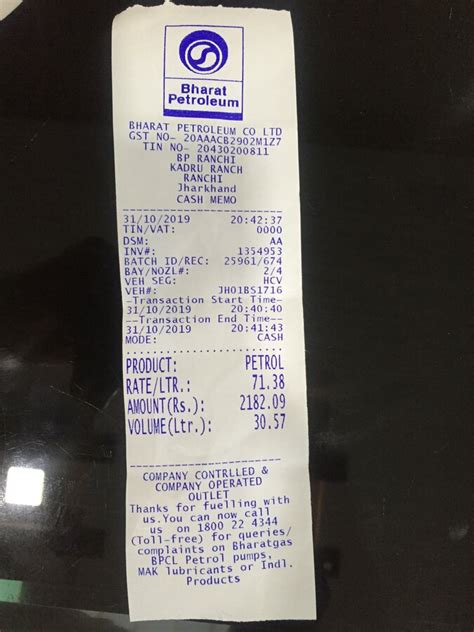 Bharat
Petroleum
BHARAT PETROLEUM CO LTD
GST NO- 20AAACB2902M1Z7
TIN NO- 20430200811
BP RANCHI
KADRU RANCH
RANCHI
Jharkhand
CASH MEMO
31/10/2019 20:42:37
TIN/VAT: 0000
DSM: AA
INV#: 1354953
BATCH ID/REC: 25961/674
BAY/NOZL#: 2/4
VEH SEG: HCV
VEH#: JH01BS1716
-Transaction Start Time-
31/10/2019 20:40:40
--Transaction End Time--
31/10/2019 20:41:43
MODE: CASH
PRODUCT: PETROL
RATE/LTR.: 71.38
AMOUNT(Rs.): 2182.09
VOLUME(Ltr.): 30.57
COMPANY CONTRLLED &
COMPANY OPERATED
OUTLET
Thanks for fuelling with
us.You can now call
us on 1800 22 4344
(Toll-free) for queries/
complaints on Bharatgas
BPCL Petrol pumps,
MAK lubricants or Indl.
Products